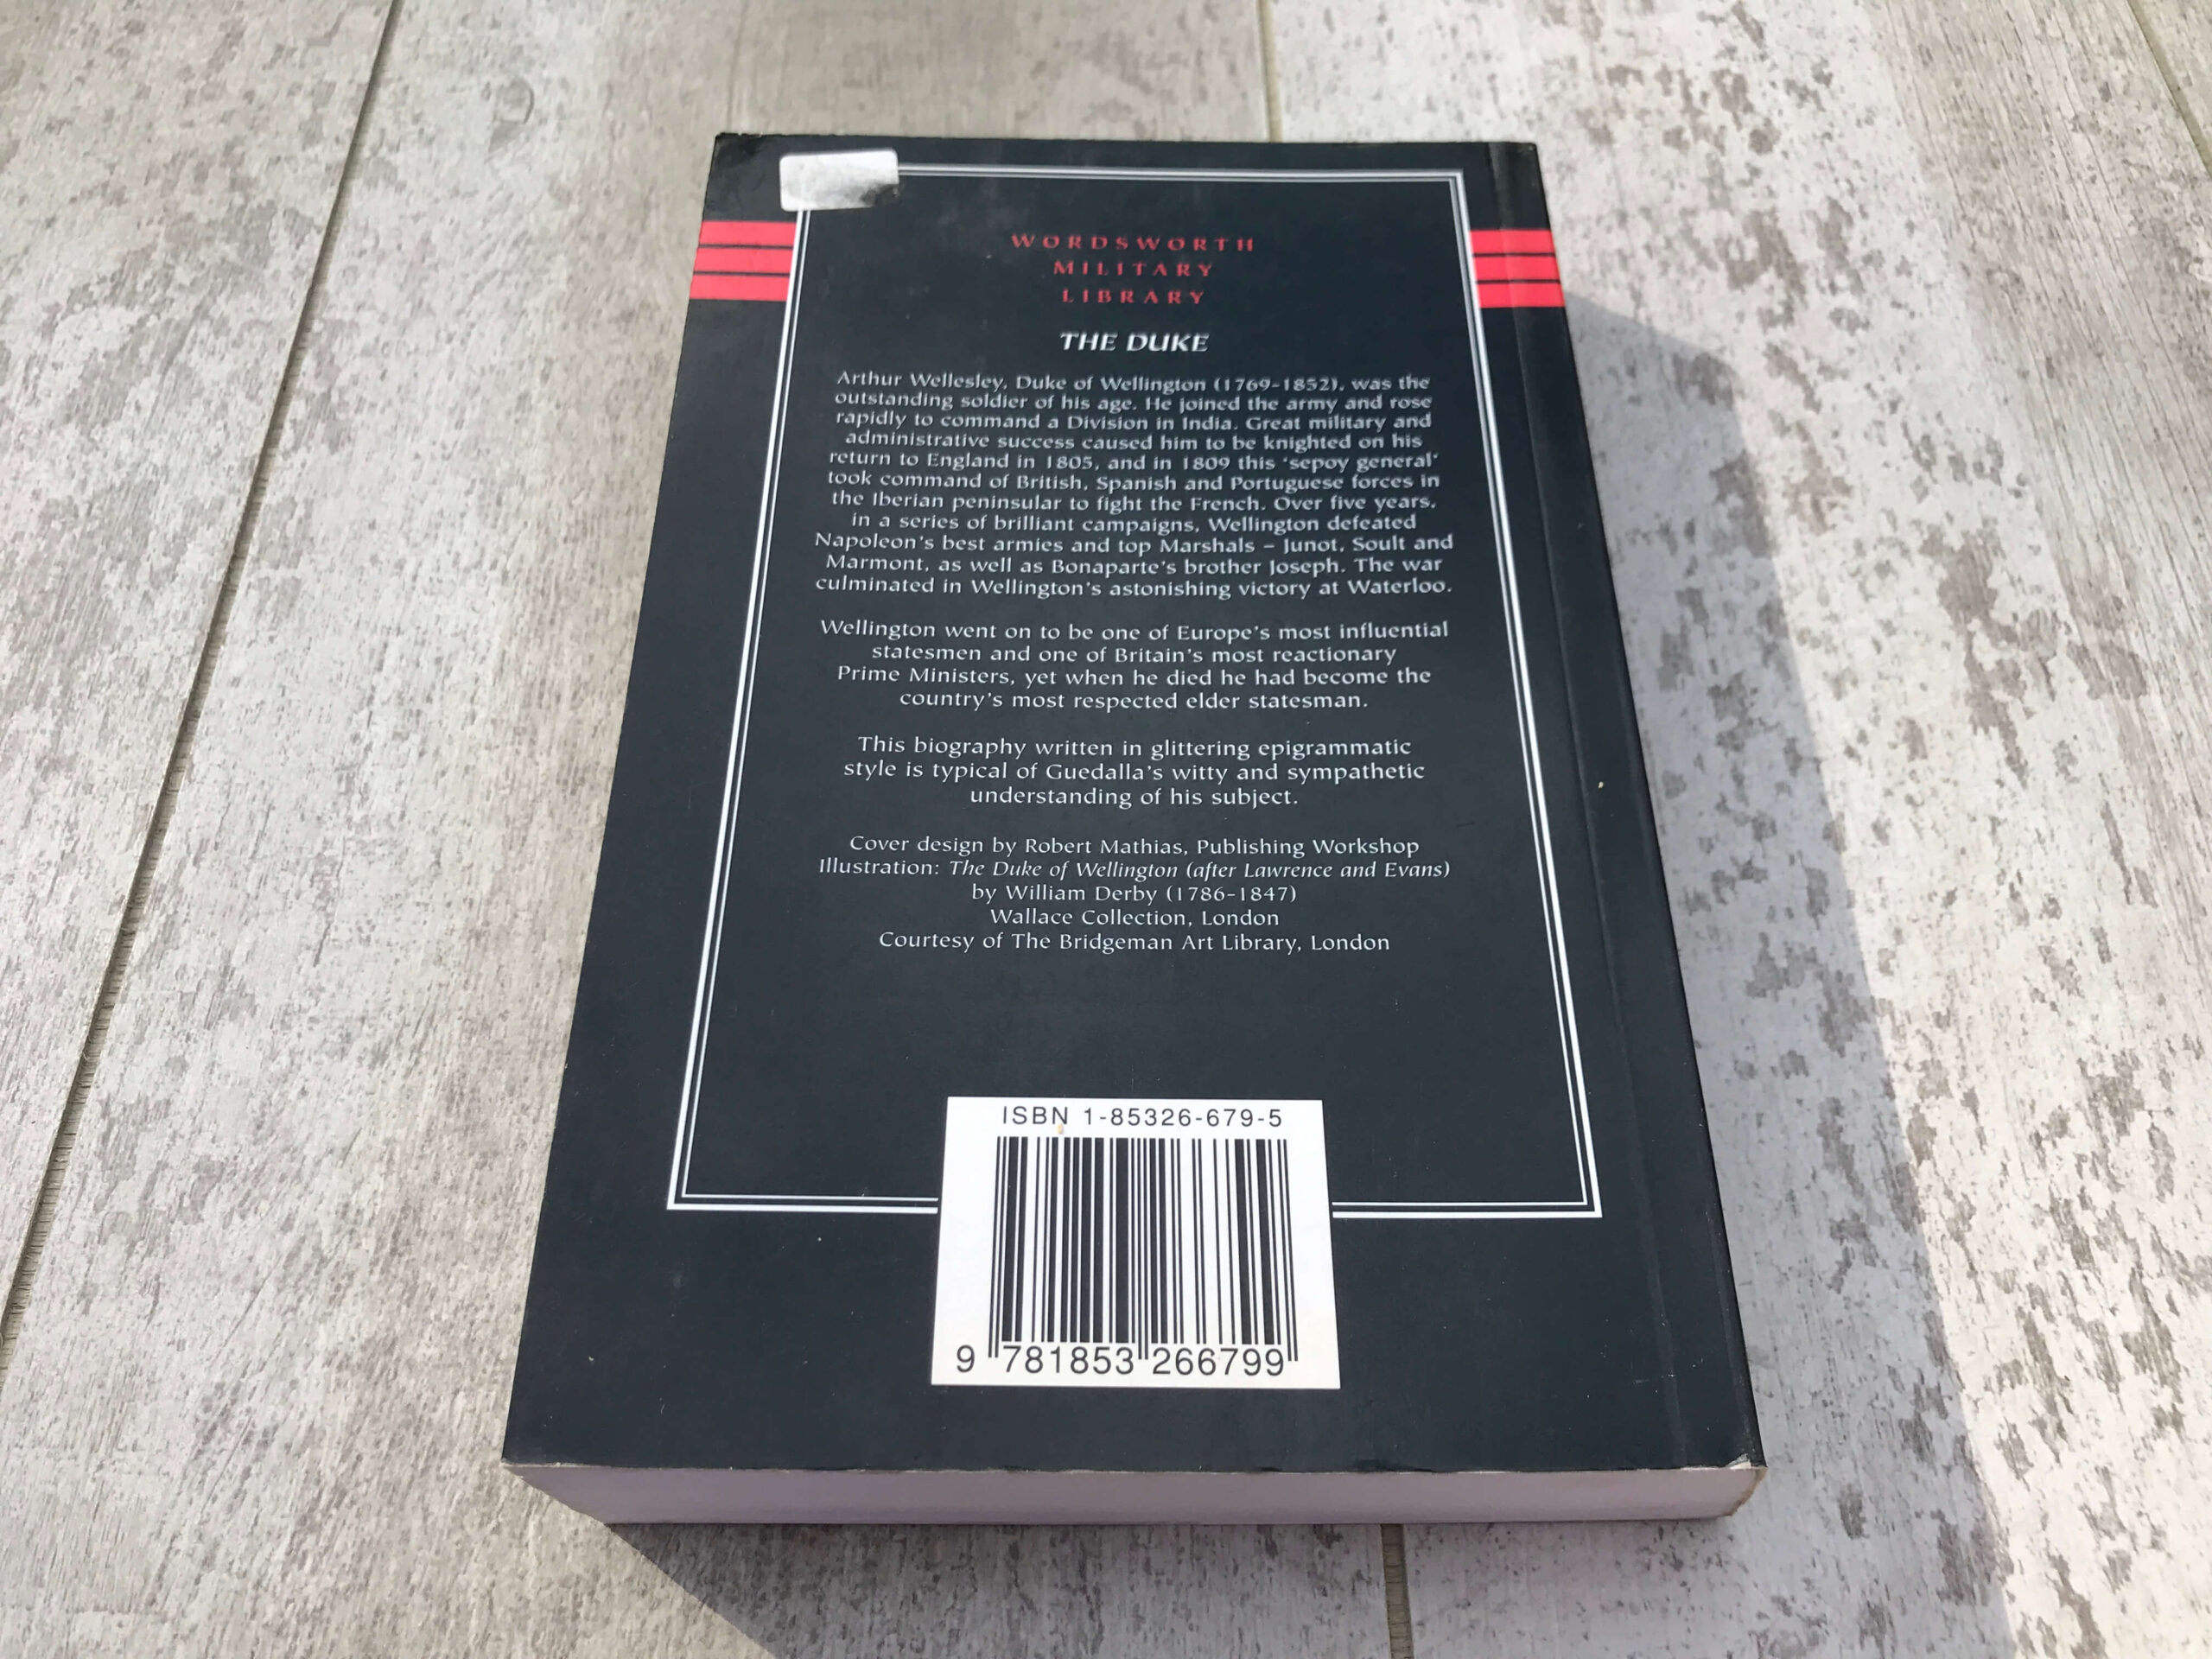 WORDSWORTH
MILITARY
LIBRARY
THE DUKE
Arthur Wellesley, Duke of Wellington (1769-1852), was the
outstanding soldier of his age. He joined the army and rose
rapidly to command a Division in India. Great military and
administrative success caused him to be knighted on his
return to England in 1805, and in 1809 this 'sepoy general'
took command of British, Spanish and Portuguese forces in
the Iberian peninsular to fight the French. Over five years,
in a series of brilliant campaigns, Wellington defeated
Napoleon's best armies and top Marshals – Junot, Soult and
Marmont, as well as Bonaparte's brother Joseph. The war
culminated in Wellington's astonishing victory at Waterloo.
Wellington went on to be one of Europe's most influential
statesmen and one of Britain's most reactionary
Prime Ministers, yet when he died he had become the
country's most respected elder statesman.
This biography written in glittering epigrammatic
style is typical of Guedalla's witty and sympathetic
understanding of his subject.
Cover design by Robert Mathias, Publishing Workshop
Illustration: The Duke of Wellington (after Lawrence and Evans)
by William Derby (1786-1847)
Wallace Collection, London
Courtesy of The Bridgeman Art Library, London
ISBN 1-85326-679-5
9 781853 266799